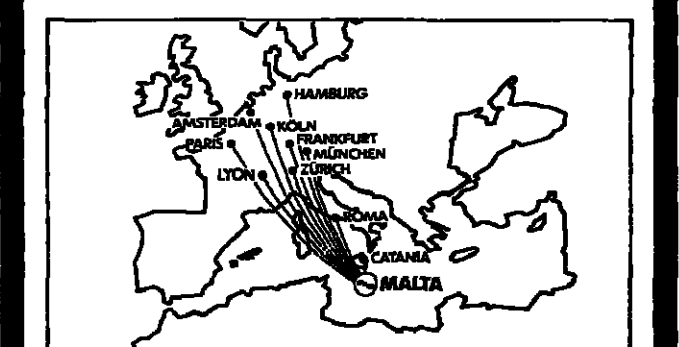 HAMBURG
AMSTERDAM
KÖLN
FRANKFURT
PARIS
MÜNCHEN
ZÜRICH
LYON
ROMA
CATANIA
MALTA